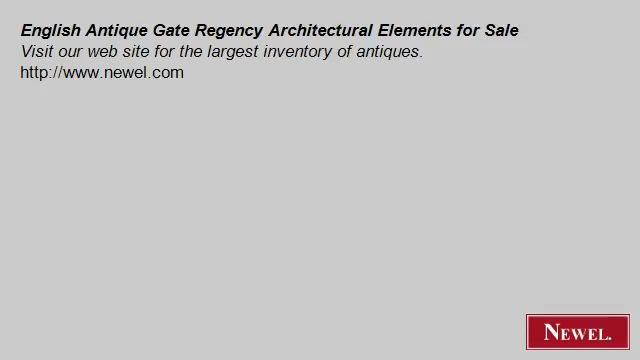 English Antique Gate Regency Architectural Elements for Sale
Visit our web site for the largest inventory of antiques.
http://www.newel.com
NEWEL.